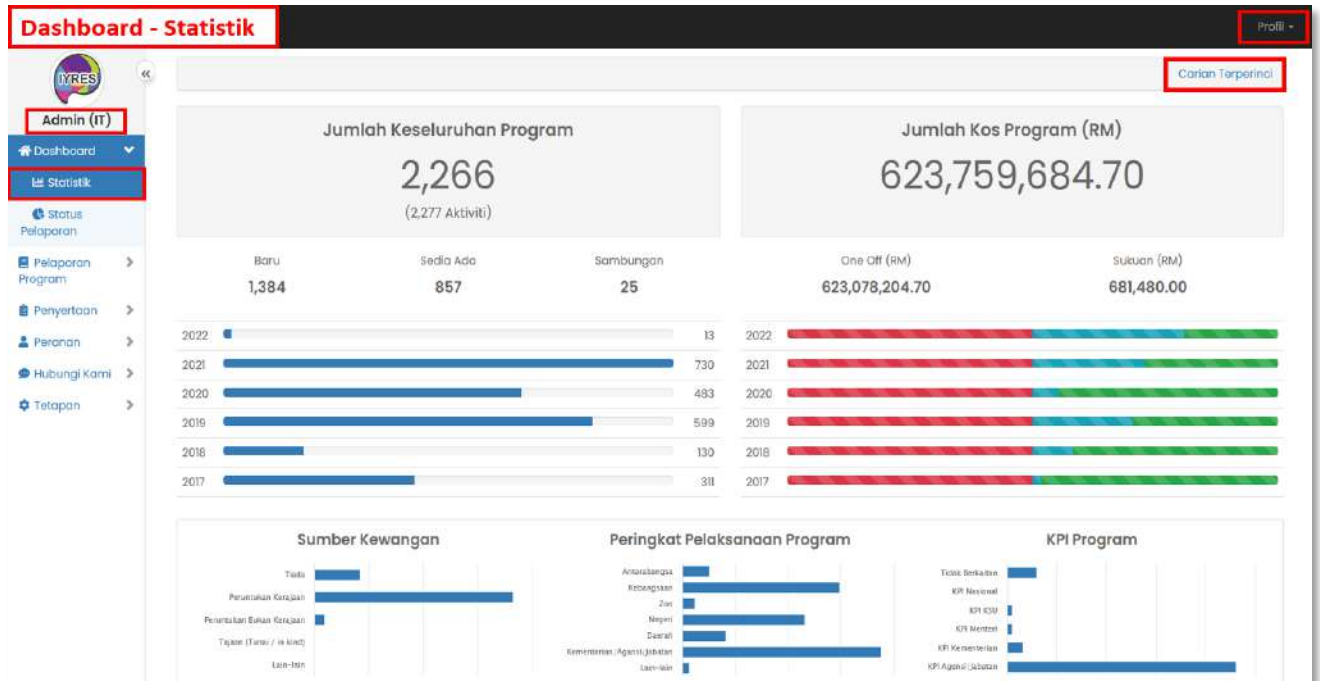 Dashboard - Statistik
Profil
IYRES
«
Carian Terperinci
Admin (IT)
Dashboard
Statistik
Status
Pelaporan
Pelaporan
Program
Penyertaan
Peranan
Hubungi Kami
Tetapan
Jumlah Keseluruhan Program
2,266
(2,277 Aktiviti)
Jumlah Kos Program (RM)
623,759,684.70
Baru
Sedia Ada
Sambungan
1,384
857
25
One Off (RM)
Sukuan (RM)
623,078,204.70
681,480.00
2022 13
2021 730
2020 483
2019 599
2018 130
2017 311
2022
2021
2020
2019
2018
2017
Sumber Kewangan
Tiada
Peruntukan Kerajaan
Peruntukan Bukan Kerajaan
Tajaan (Tunai / in kind)
Lain-lain
Peringkat Pelaksanaan Program
Antarabangsa
Kebangsaan
Zon
Negeri
Daerah
Kementerian/Agensi/Jabatan
Lain-lain
KPI Program
Tidak Berkaitan
KPI Nasional
KPI KSU
KPI Menteri
KPI Kementerian
KPI Agensi/Jabatan